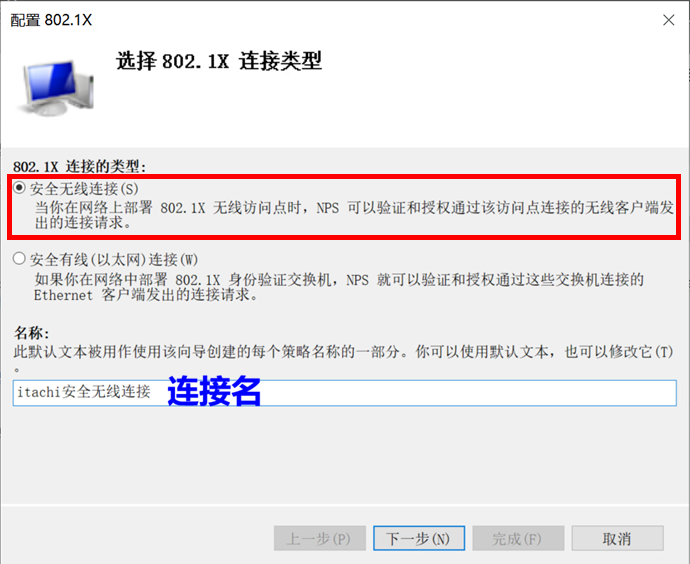 配置 802.1X
选择 802.1X 连接类型
802.1X 连接的类型:
安全无线连接(S)
当你在网络上部署 802.1X 无线访问点时，NPS 可以验证和授权通过该访问点连接的无线客户端发
出的连接请求。
安全有线(以太网)连接(W)
如果你在网络中部署 802.1X 身份验证交换机，NPS 就可以验证和授权通过这些交换机连接的
Ethernet 客户端发出的连接请求。
名称:
此默认文本被用作使用该向导创建的每个策略名称的一部分。你可以使用默认文本，也可以修改它(T)
。
itachi安全无线连接 连接名
上一步(P) 下一步(N) 完成(F) 取消